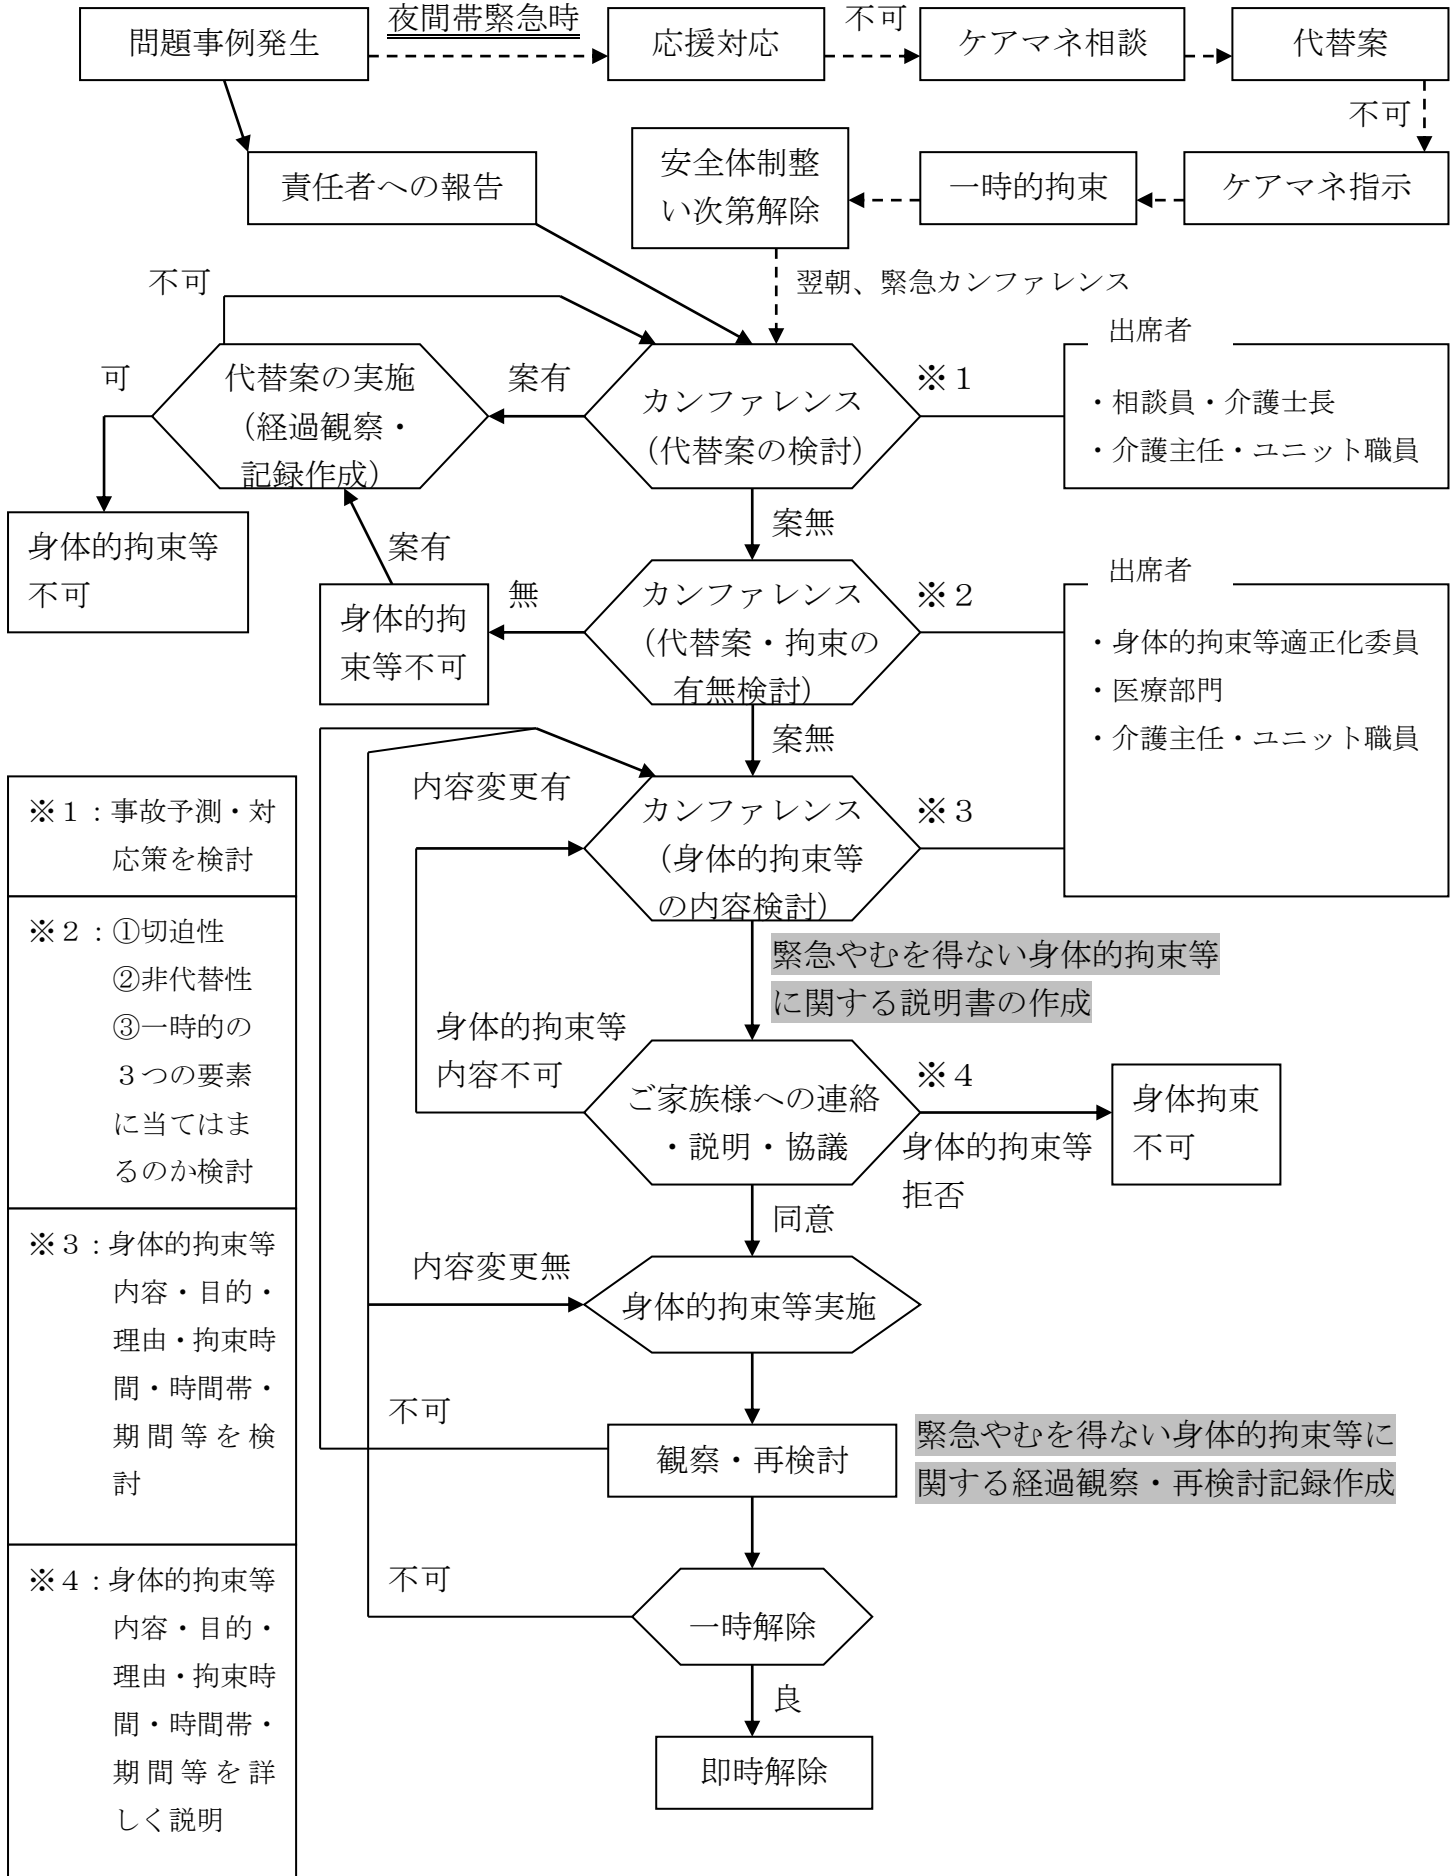 問題事例発生
夜間帯緊急時
応援対応
不可
ケアマネ相談
代替案
不可
責任者への報告
安全体制整
い次第解除
一時的拘束
ケアマネ指示
不可
翌朝、緊急カンファレンス
可
代替案の実施
（経過観察・
記録作成）
案有
カンファレンス
（代替案の検討）
※１
出席者
・相談員・介護士長
・介護主任・ユニット職員
身体的拘束等
不可
案有
案無
身体的拘
束等不可
無
カンファレンス
（代替案・拘束の
有無検討）
※２
出席者
・身体的拘束等適正化委員
・医療部門
・介護主任・ユニット職員
案無
内容変更有
カンファレンス
（身体的拘束等
の内容検討）
※３
緊急やむを得ない身体的拘束等
に関する説明書の作成
身体的拘束等
内容不可
ご家族様への連絡
・説明・協議
※４
身体的拘束等
拒否
身体拘束
不可
同意
内容変更無
身体的拘束等実施
不可
観察・再検討
緊急やむを得ない身体的拘束等に
関する経過観察・再検討記録作成
不可
一時解除
良
即時解除
※１：事故予測・対
応策を検討
※２：①切迫性
②非代替性
③一時的の
３つの要素
に当てはま
るのか検討
※３：身体的拘束等
内容・目的・
理由・拘束時
間・時間帯・
期間等を検
討
※４：身体的拘束等
内容・目的・
理由・拘束時
間・時間帯・
期間等を詳
しく説明